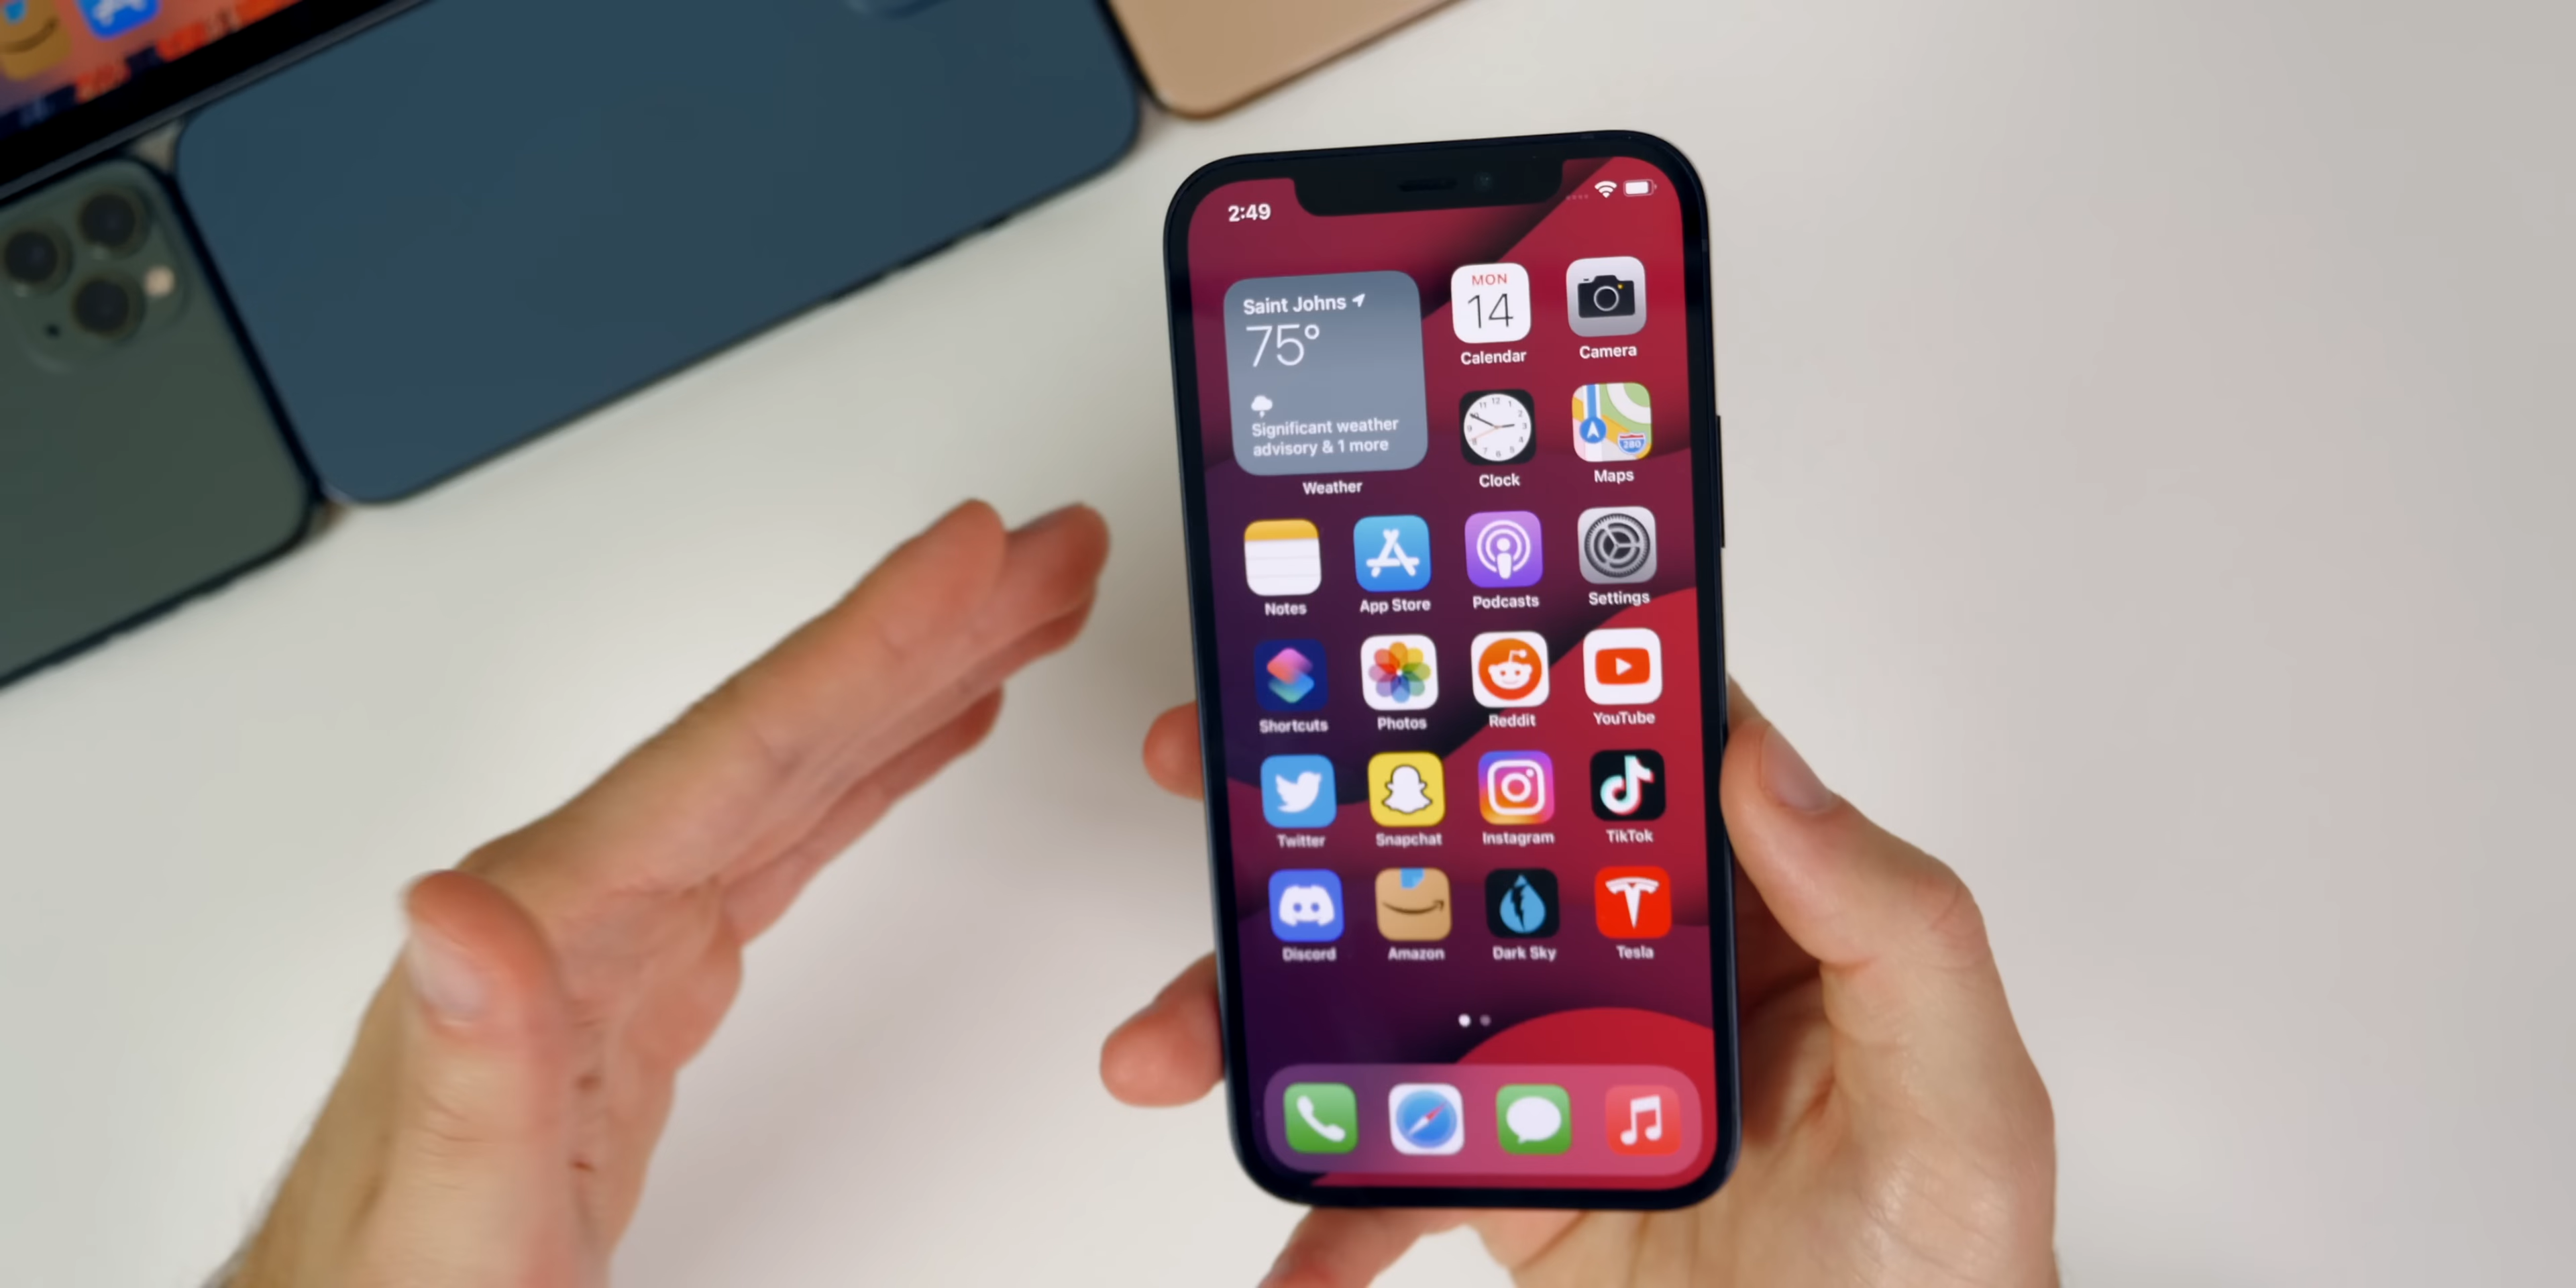 2:49
Saint Johns
75°
Significant weather
advisory & 1 more
Weather
MON
14
Calendar
Camera
Clock
280
Maps
Notes
App Store
Podcasts
Settings
Shortcuts
Photos
Reddit
YouTube
Twitter
Snapchat
Instagram
TikTok
Discord
Amazon
Dark Sky
Tesla